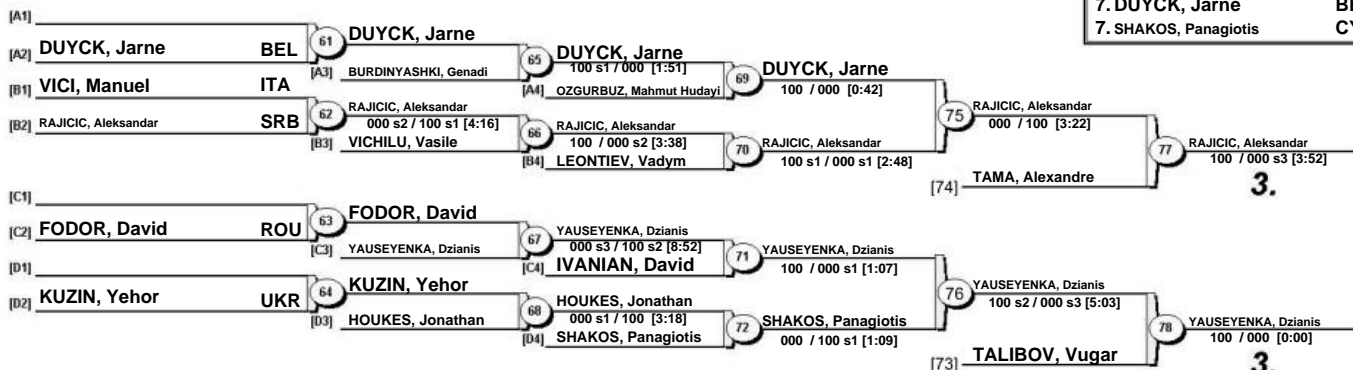 7. DUYCK, Jarne
7. SHAKOS, Panagiotis CY
[A1]
[A2] DUYCK, Jarne BEL
61 DUYCK, Jarne
[A3] BURDINYASHKI, Genadi
[B1] VICI, Manuel ITA
[B2] RAJICIC, Aleksandar SRB
62 RAJICIC, Aleksandar
000 s2 / 100 s1 [4:16]
[B3] VICHILU, Vasile
65 DUYCK, Jarne
100 s1 / 000 [1:51]
[A4] OZGURBUZ, Mahmut Hudayi
66 RAJICIC, Aleksandar
100 / 000 s2 [3:38]
[B4] LEONTIEV, Vadym
69 DUYCK, Jarne
100 / 000 [0:42]
70 RAJICIC, Aleksandar
100 s1 / 000 s1 [2:48]
75 RAJICIC, Aleksandar
000 / 100 [3:22]
[74] TAMA, Alexandre
77 RAJICIC, Aleksandar
100 / 000 s3 [3:52]
3.
[C1]
[C2] FODOR, David ROU
63 FODOR, David
[C3] YAUSEYENKA, Dzianis
[D1]
[D2] KUZIN, Yehor UKR
64 KUZIN, Yehor
[D3] HOUKES, Jonathan
67 YAUSEYENKA, Dzianis
000 s3 / 100 s2 [8:52]
[C4] IVANIAN, David
68 HOUKES, Jonathan
000 s1 / 100 [3:18]
[D4] SHAKOS, Panagiotis
71 YAUSEYENKA, Dzianis
100 / 000 s1 [1:07]
72 SHAKOS, Panagiotis
000 / 100 s1 [1:09]
76 YAUSEYENKA, Dzianis
100 s2 / 000 s3 [5:03]
[73] TALIBOV, Vugar
78 YAUSEYENKA, Dzianis
100 / 000 [0:00]
3.